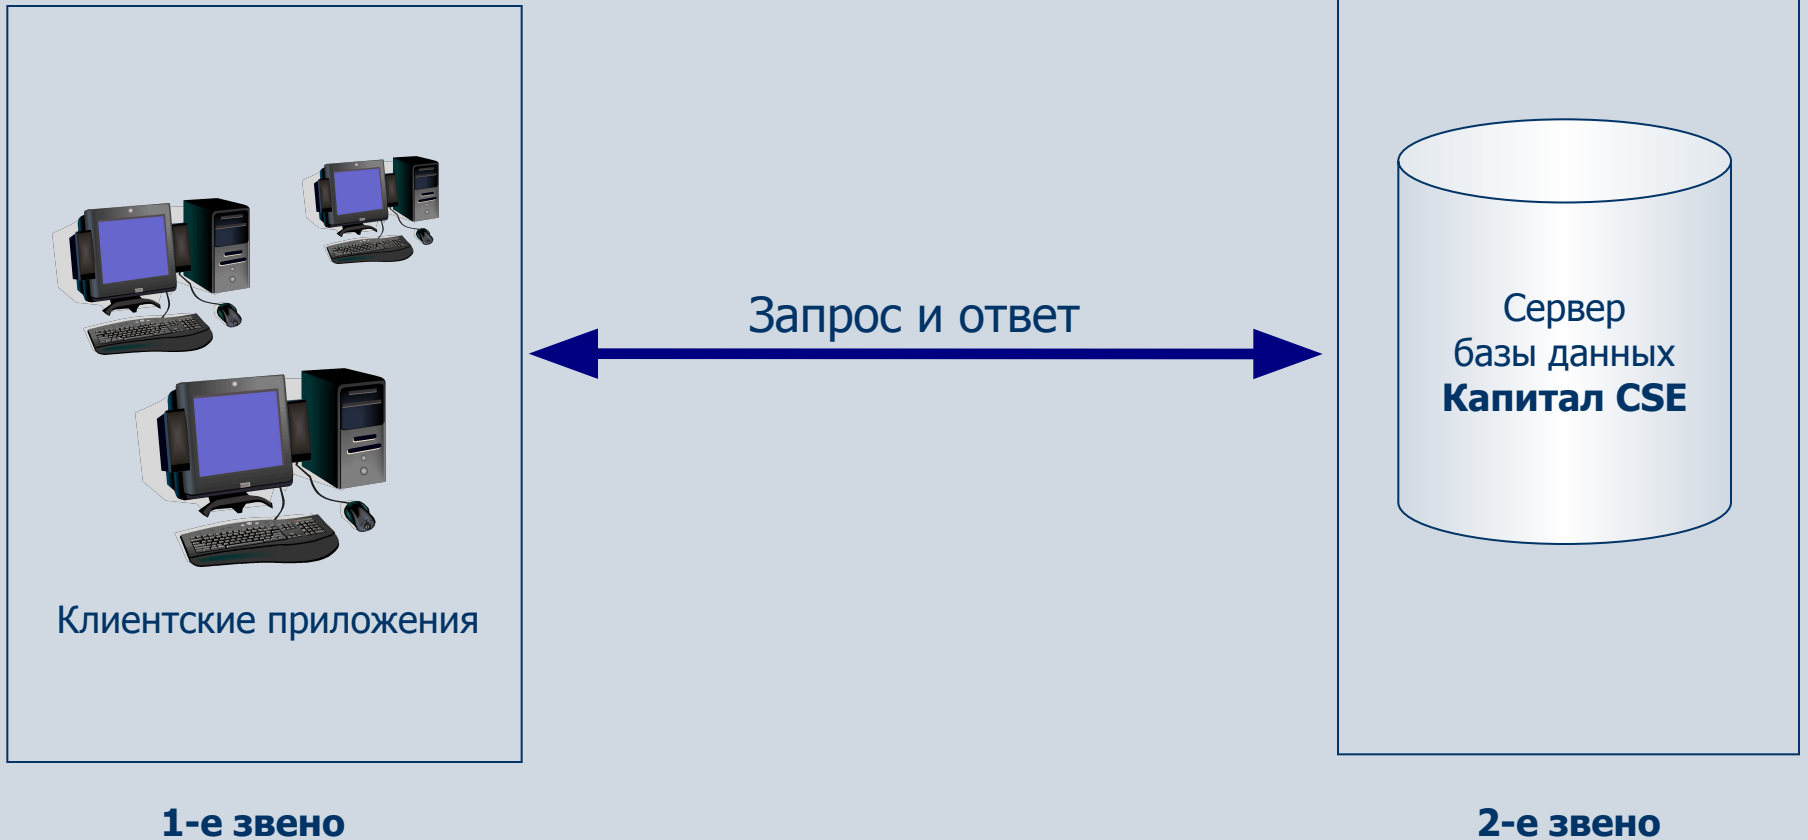 Запрос и ответ
Сервер
базы данных
Капитал CSE
Клиентские приложения
1-е звено
2-е звено